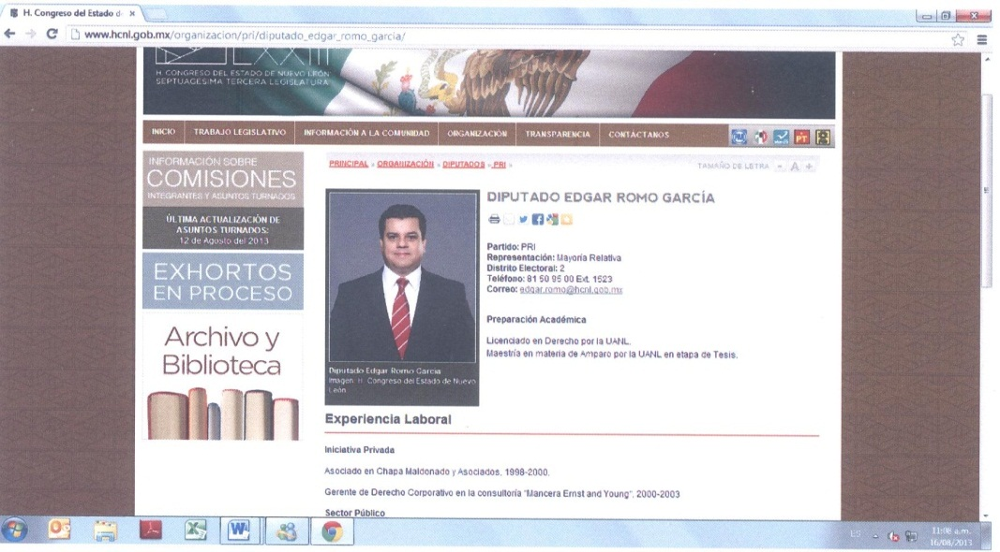 H. Congreso del Estado d
www.hcnl.gob.mx/organizacion/pri/diputado_edgar_romo_garcia/
LXXIII
H. CONGRESO DEL ESTADO DE NUEVO LEÓN
SEPTUAGÉSIMA TERCERA LEGISLATURA
INICIO TRABAJO LEGISLATIVO INFORMACIÓN A LA COMUNIDAD ORGANIZACIÓN TRANSPARENCIA CONTÁCTANOS
PT
INFORMACIÓN SOBRE
COMISIONES
INTEGRANTES Y ASUNTOS TURNADOS
ÚLTIMA ACTUALIZACIÓN DE
ASUNTOS TURNADOS:
12 de Agosto del 2013
EXHORTOS
EN PROCESO
Archivo y
Biblioteca
PRINCIPAL » ORGANIZACIÓN » DIPUTADOS » PRI »
TAMAÑO DE LETRA - A +
DIPUTADO EDGAR ROMO GARCÍA
Partido: PRI
Representación: Mayoría Relativa
Distrito Electoral: 2
Teléfono: 81 50 95 00 Ext. 1523
Correo: edgar.romo@hcnl.gob.mx
Preparación Académica
Licenciado en Derecho por la UANL.
Maestría en materia de Amparo por la UANL en etapa de Tesis.
Diputado Edgar Romo García
Imagen: H. Congreso del Estado de Nuevo
León
Experiencia Laboral
Iniciativa Privada
Asociado en Chapa Maldonado y Asociados, 1998-2000.
Gerente de Derecho Corporativo en la consultoría "Mancera Ernst and Young", 2000-2003
Sector Público
ES
11:08 a.m.
16/08/2013